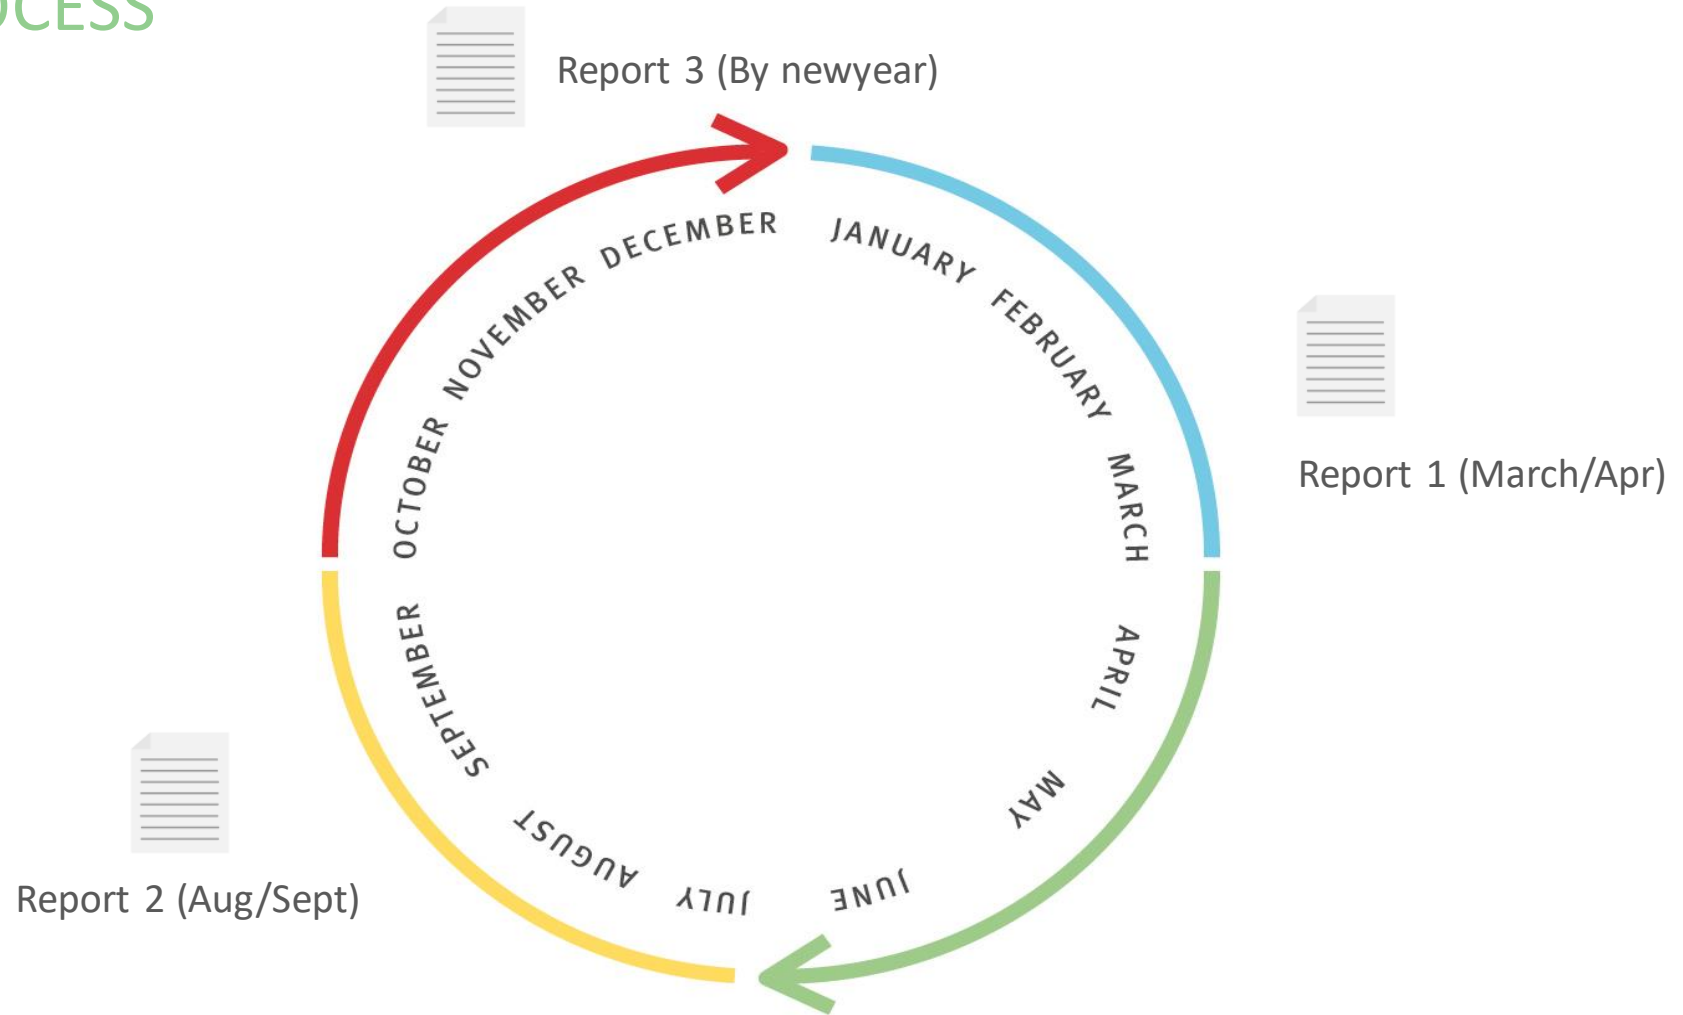 OCESS
Report 3 (By newyear)
JANUARY
FEBRUARY
MARCH
Report 1 (March/Apr)
APRIL
MAY
JUNE
JULY
AUGUST
SEPTEMBER
Report 2 (Aug/Sept)
OCTOBER
NOVEMBER
DECEMBER